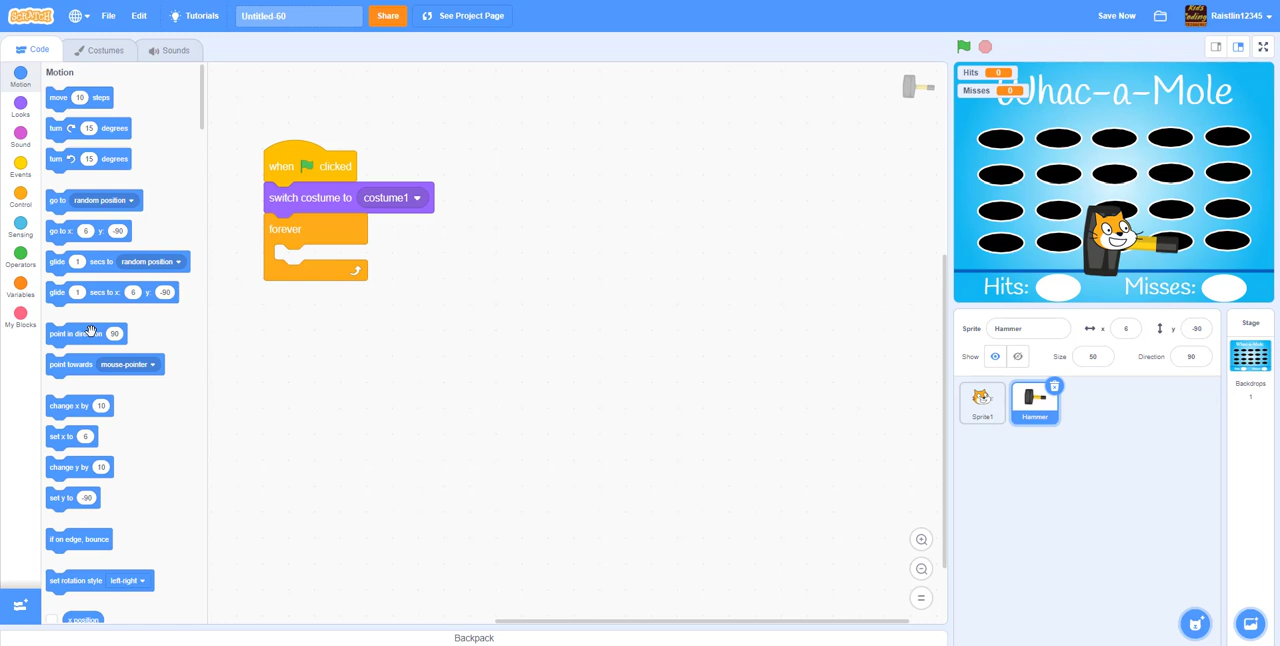 SCRATCH
File
Edit
Tutorials
Untitled-60
Share
See Project Page
Save Now
Raistlin12345
Code
Costumes
Sounds
Motion
Looks
Sound
Events
Control
Sensing
Operators
Variables
My Blocks
Motion
move 10 steps
turn 15 degrees
turn 15 degrees
go to random position
go to x: 6 y: -90
glide 1 secs to random position
glide 1 secs to x: 6 y: -90
point in direction 90
point towards mouse-pointer
change x by 10
set x to 6
change y by 10
set y to -90
if on edge, bounce
set rotation style left-right
x position
when clicked
switch costume to costume1
forever
Hits 0
Misses 0
Whac-a-Mole
Hits: Misses:
Sprite Hammer x 6 y -90
Show Size 50 Direction 90
Sprite1
Hammer
Stage
Backdrops
1
Backpack